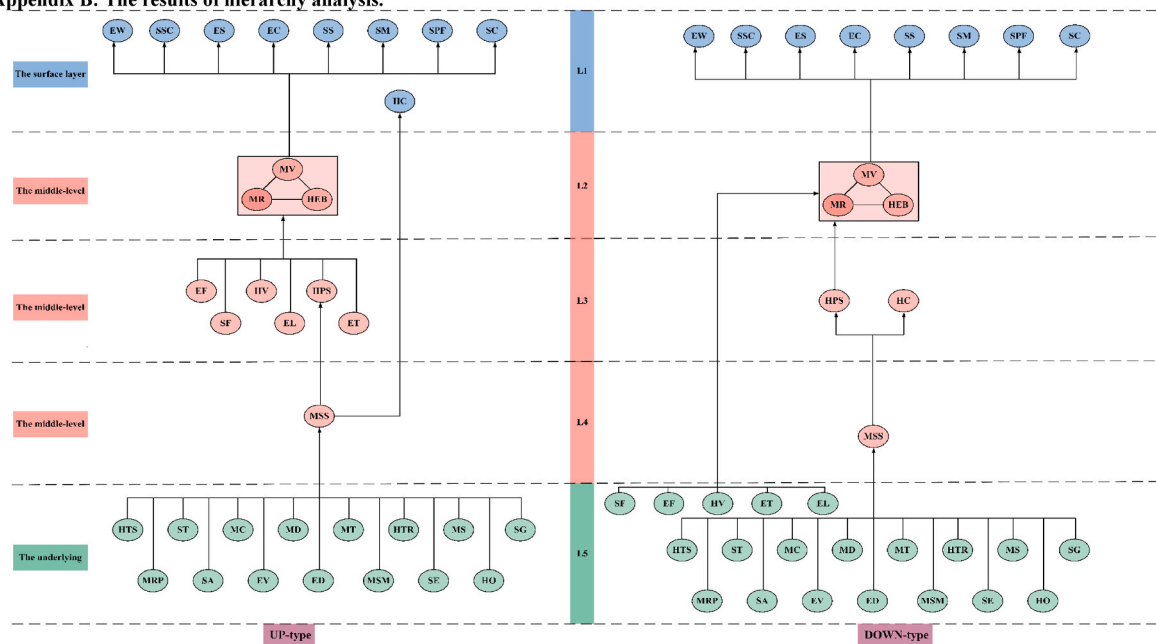 Appendix B: The results of hierarchy analysis.
EW SSC ES EC SS SM SPF SC
The surface layer
HC
MV
The middle-level
MR HEB
EF HV HPS
The middle-level
SF EL ET
The middle-level
MSS
HTS ST MC MD MT HTR MS SG
The underlying
MRP SA EV ED MSM SE HO
UP-type
L1
L2
L3
L4
L5
EW SSC ES EC SS SM SPF SC
MV
MR HEB
HPS HC
MSS
SF EF HV ET EL
HTS ST MC MD MT HTR MS SG
MRP SA EV ED MSM SE HO
DOWN-type